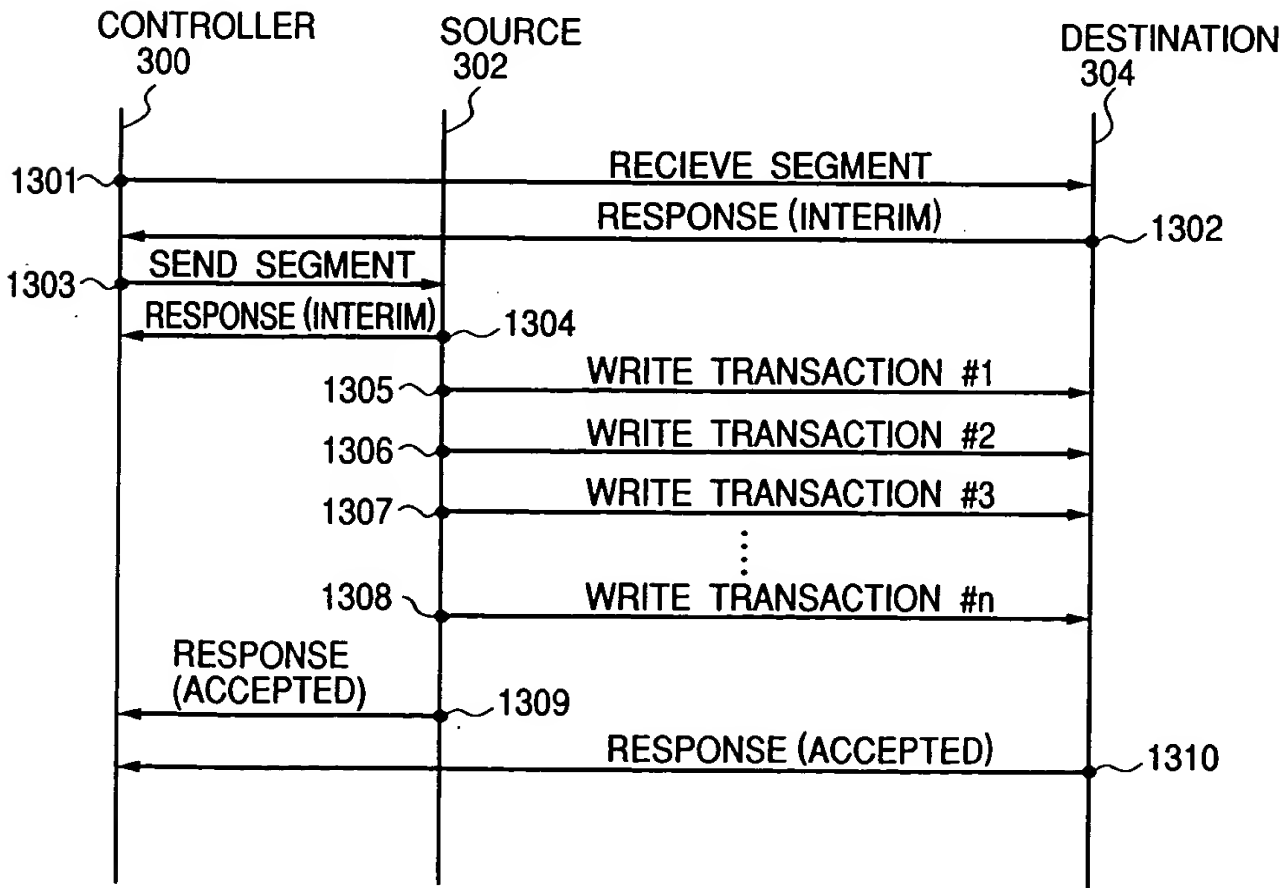 CONTROLLER
300
SOURCE
302
DESTINATION
304
1301
RECIEVE SEGMENT
RESPONSE (INTERIM)
1302
SEND SEGMENT
1303
RESPONSE (INTERIM)
1304
WRITE TRANSACTION #1
1305
WRITE TRANSACTION #2
1306
WRITE TRANSACTION #3
1307
WRITE TRANSACTION #n
1308
RESPONSE
(ACCEPTED)
1309
RESPONSE (ACCEPTED)
1310